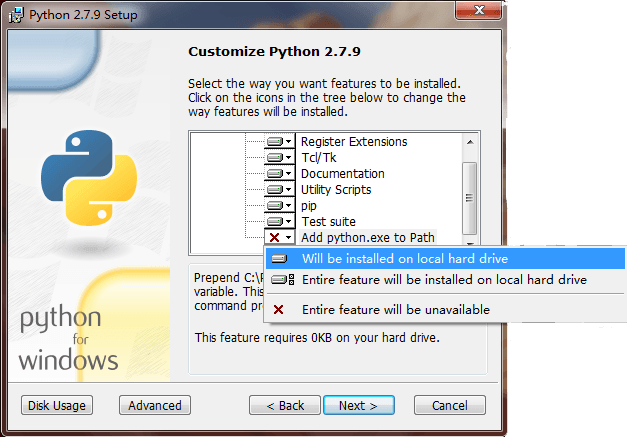 Python 2.7.9 Setup
Customize Python 2.7.9
Select the way you want features to be installed.
Click on the icons in the tree below to change the
way features will be installed.
Register Extensions
Tcl/Tk
Documentation
Utility Scripts
pip
Test suite
Add python.exe to Path
Will be installed on local hard drive
Entire feature will be installed on local hard drive
Entire feature will be unavailable
Prepend C:\
variable. This
command pr
This feature requires 0KB on your hard drive.
python
for
windows
Disk Usage
Advanced
< Back
Next >
Cancel